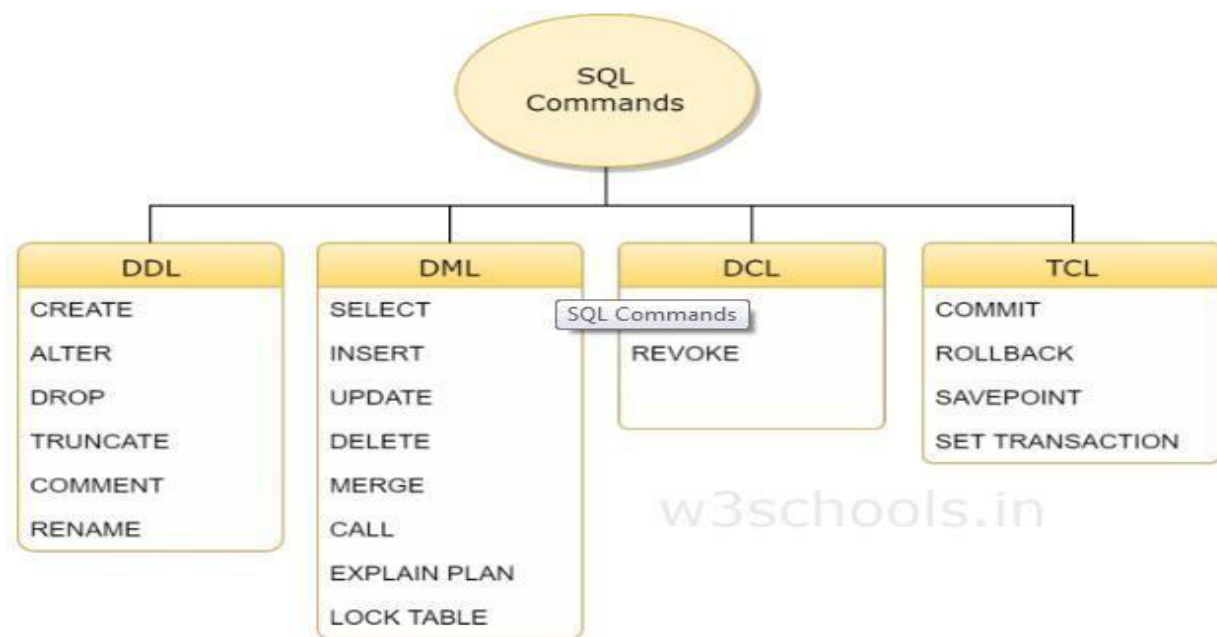 SQL
Commands
DDL
CREATE
ALTER
DROP
TRUNCATE
COMMENT
RENAME
DML
SELECT
INSERT
UPDATE
DELETE
MERGE
CALL
EXPLAIN PLAN
LOCK TABLE
DCL
SQL Commands
REVOKE
TCL
COMMIT
ROLLBACK
SAVEPOINT
SET TRANSACTION
w3schools.in